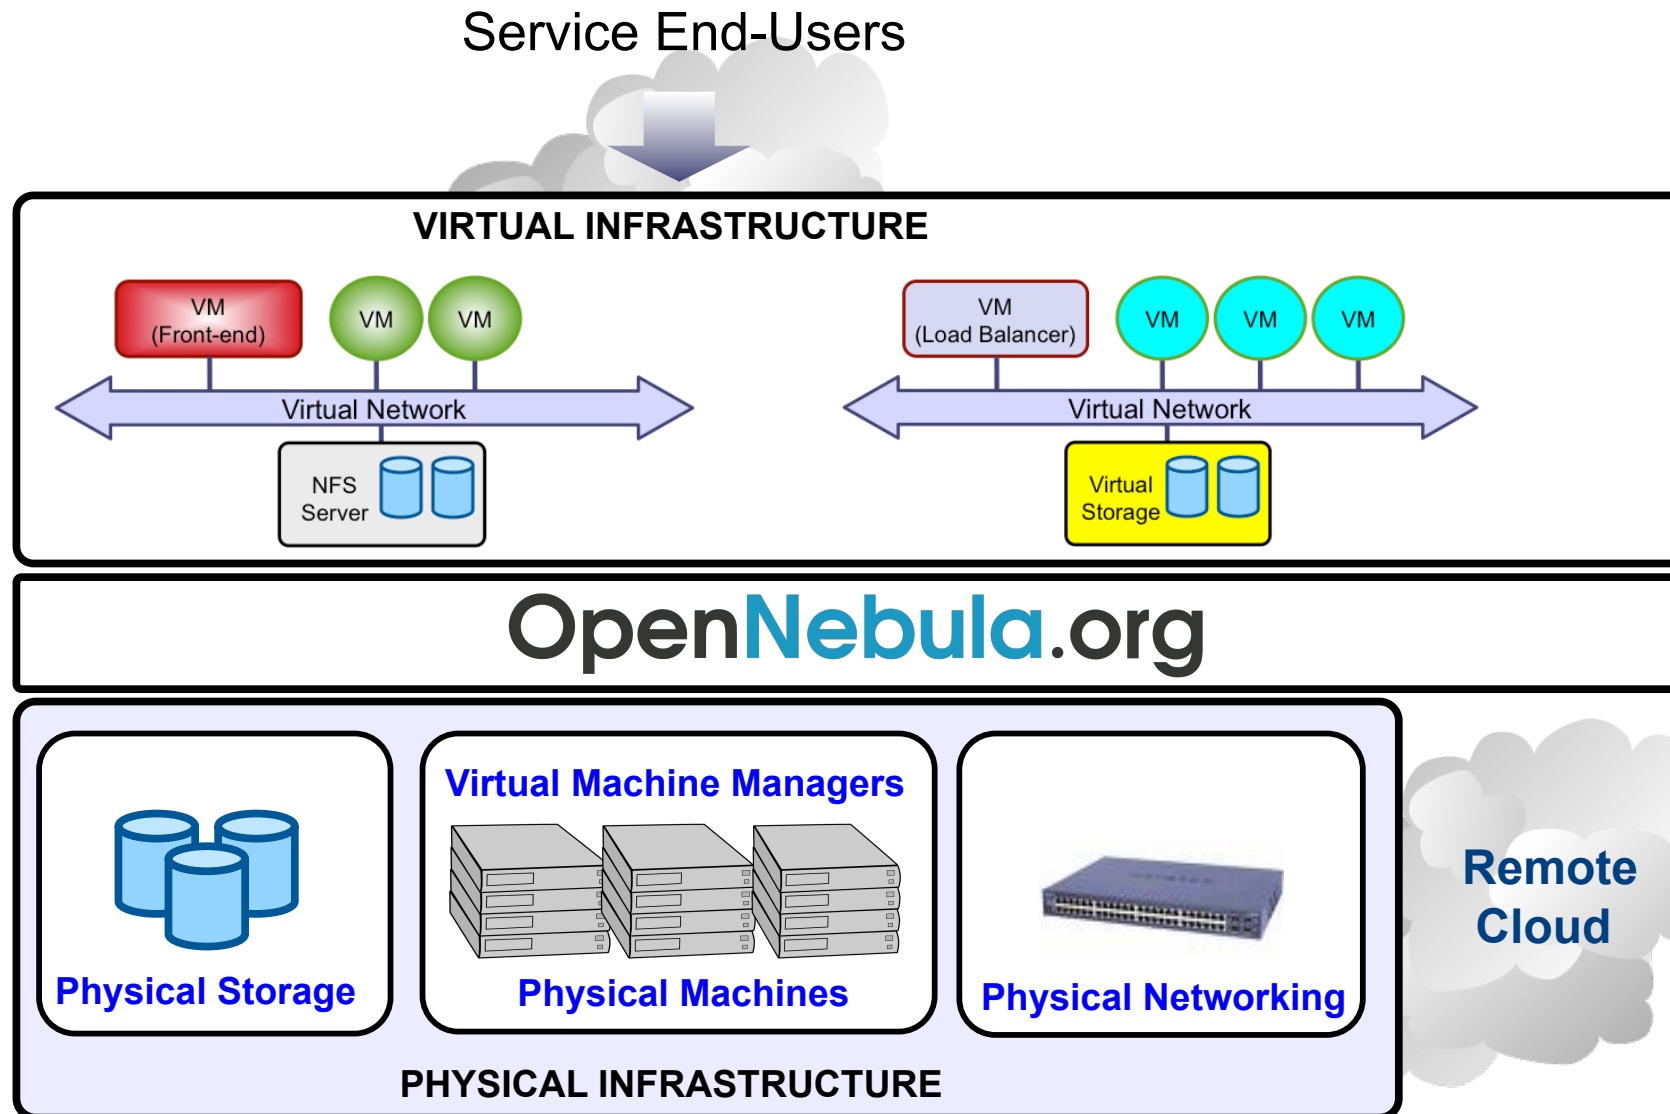 Service End-Users
VIRTUAL INFRASTRUCTURE
VM
(Front-end)
VM
VM
VM
(Load Balancer)
VM
VM
VM
Virtual Network
Virtual Network
NFS
Server
Virtual
Storage
OpenNebula.org
Virtual Machine Managers
Physical Storage
Physical Machines
Physical Networking
Remote
Cloud
PHYSICAL INFRASTRUCTURE